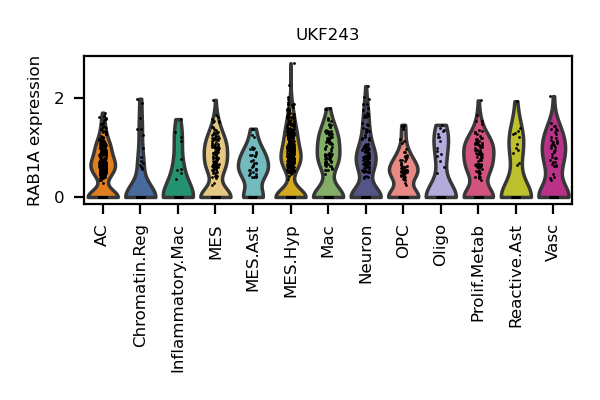 UKF243
RAB1A expression
2
0
AC
Chromatin.Reg
Inflammatory.Mac
MES
MES.Ast
MES.Hyp
Mac
Neuron
OPC
Oligo
Prolif.Metab
Reactive.Ast
Vasc